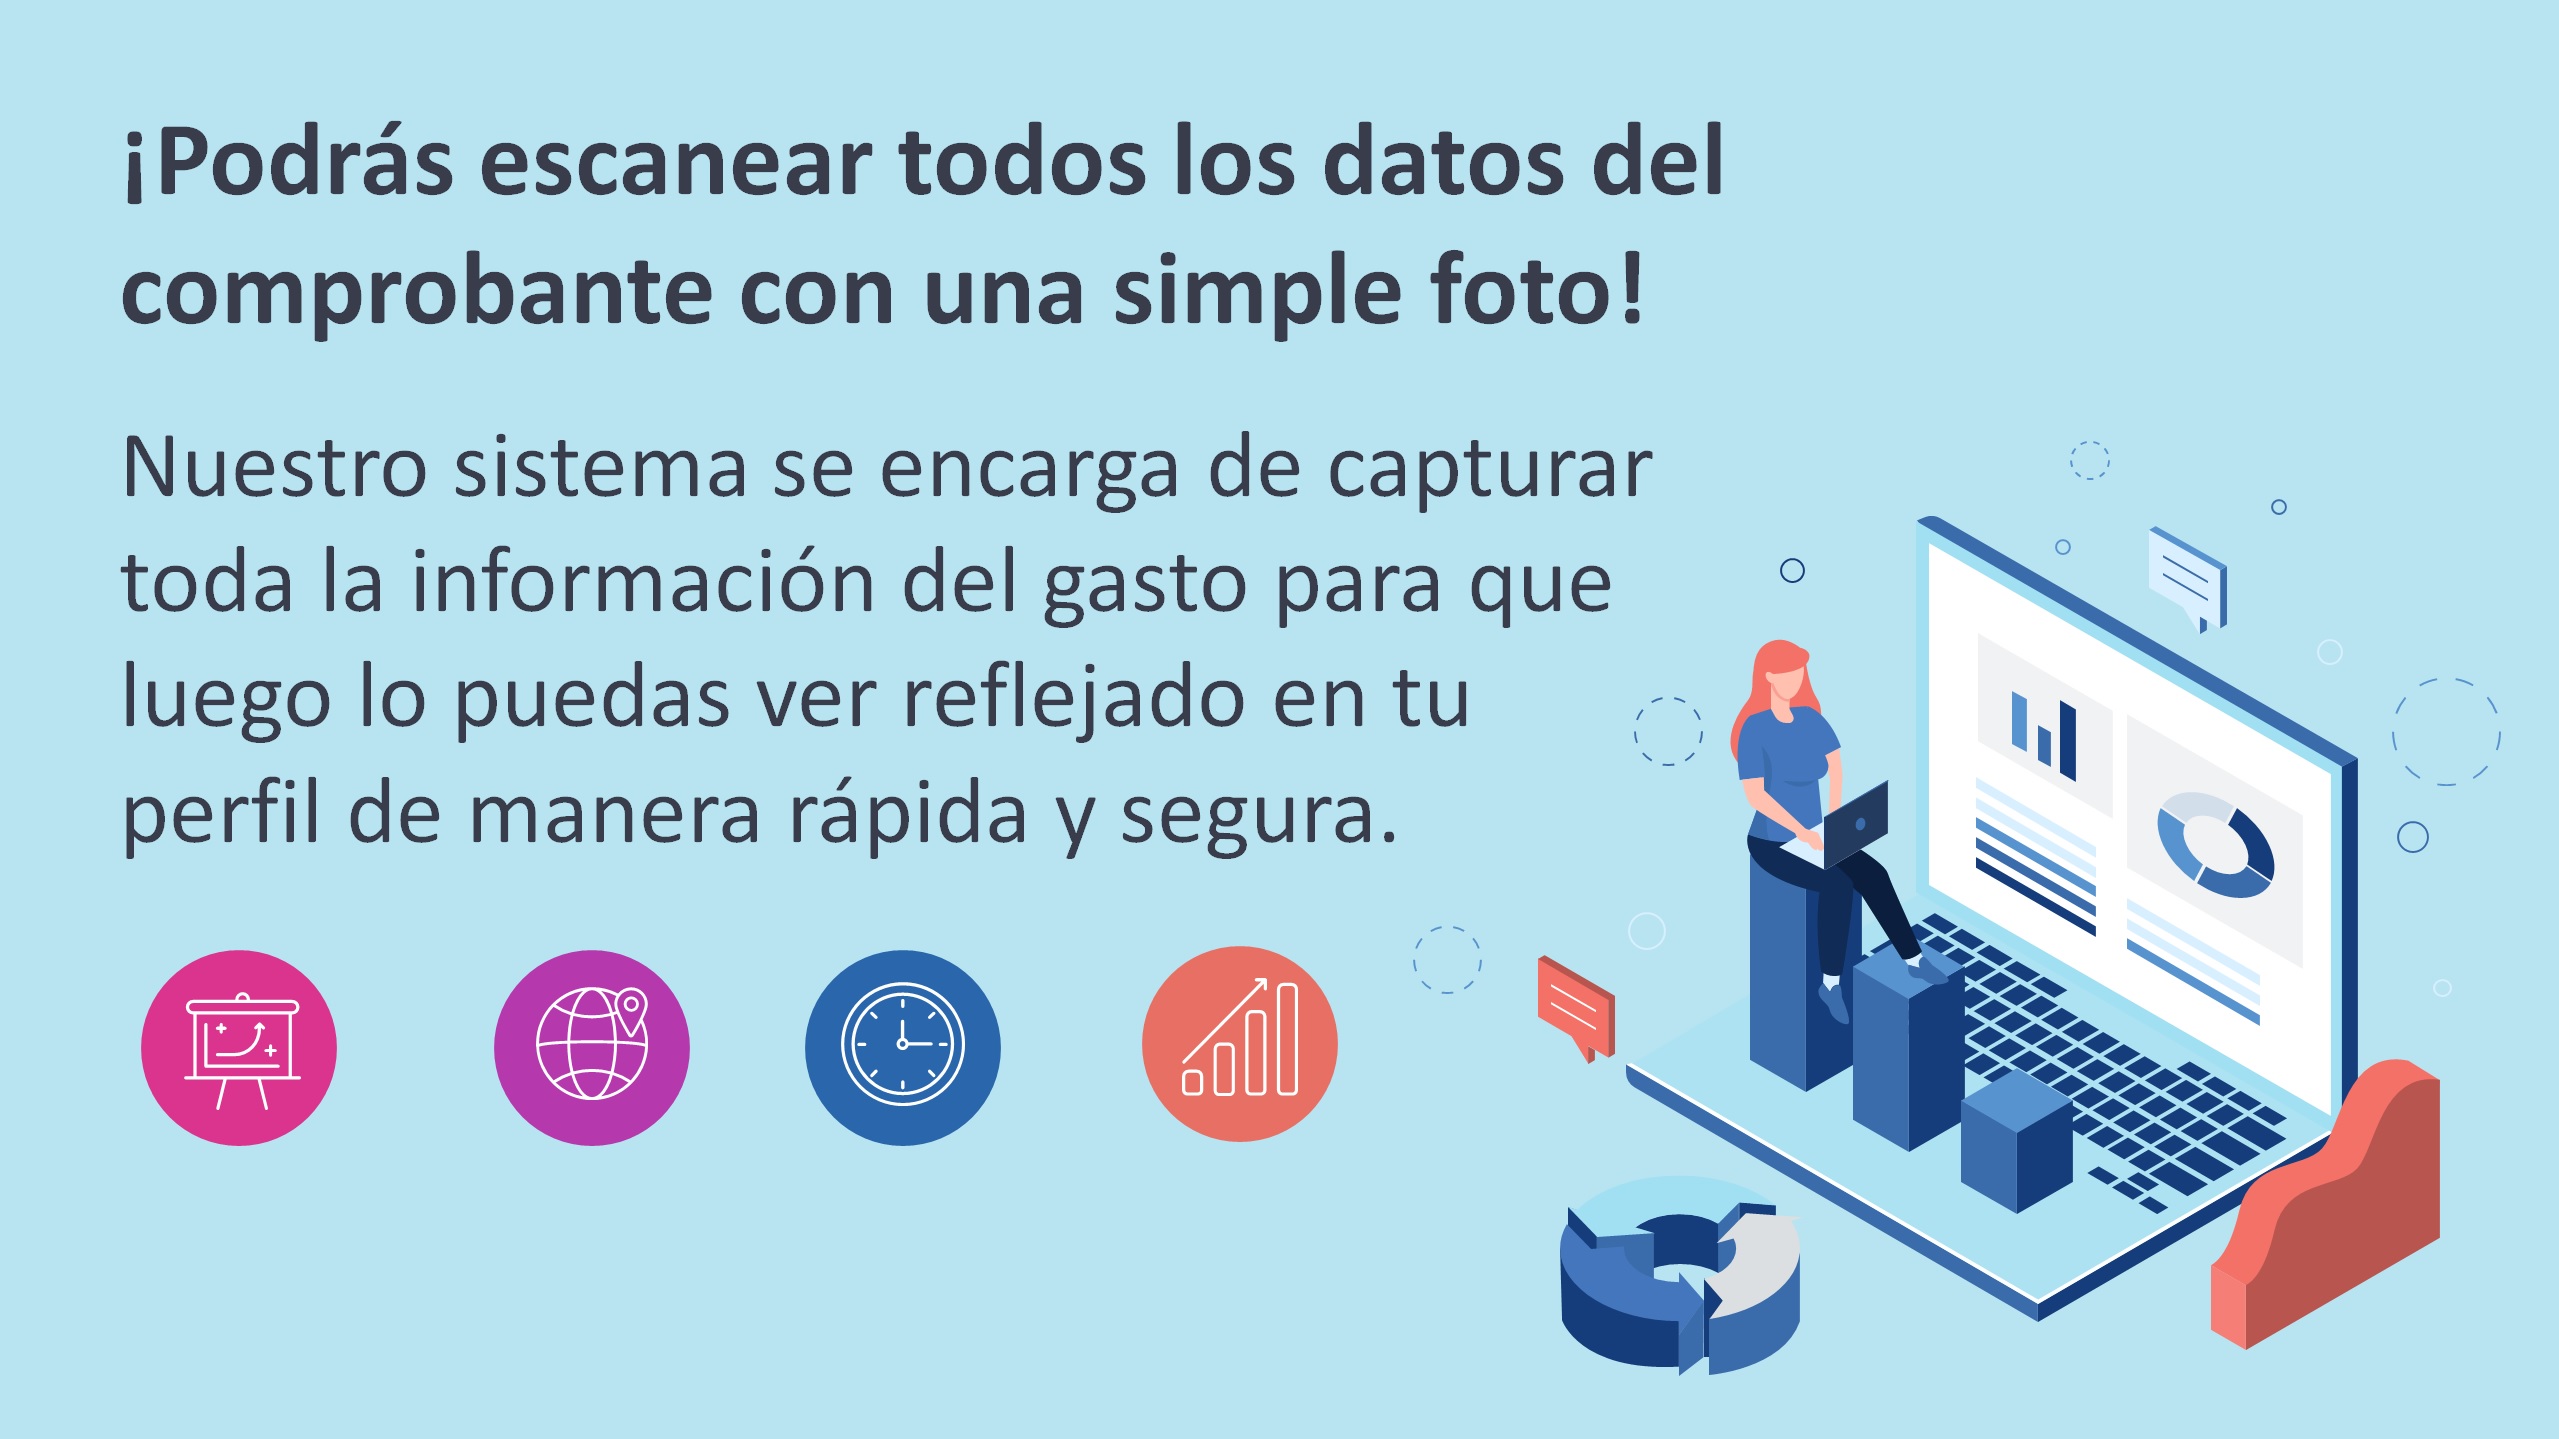 ¡Podrás escanear todos los datos del
comprobante con una simple foto!
Nuestro sistema se encarga de capturar
toda la información del gasto para que
luego lo puedas ver reflejado en tu
perfil de manera rápida y segura.